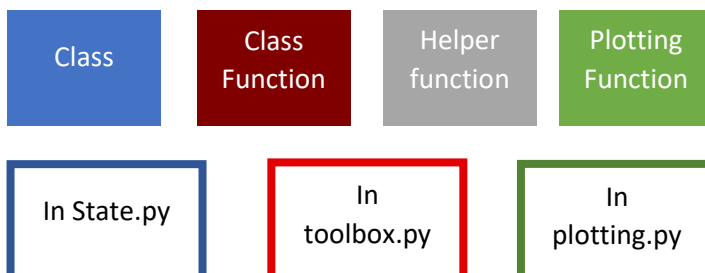 Class
Class
Function
Helper
function
Plotting
Function
In State.py
In
toolbox.py
In
plotting.py